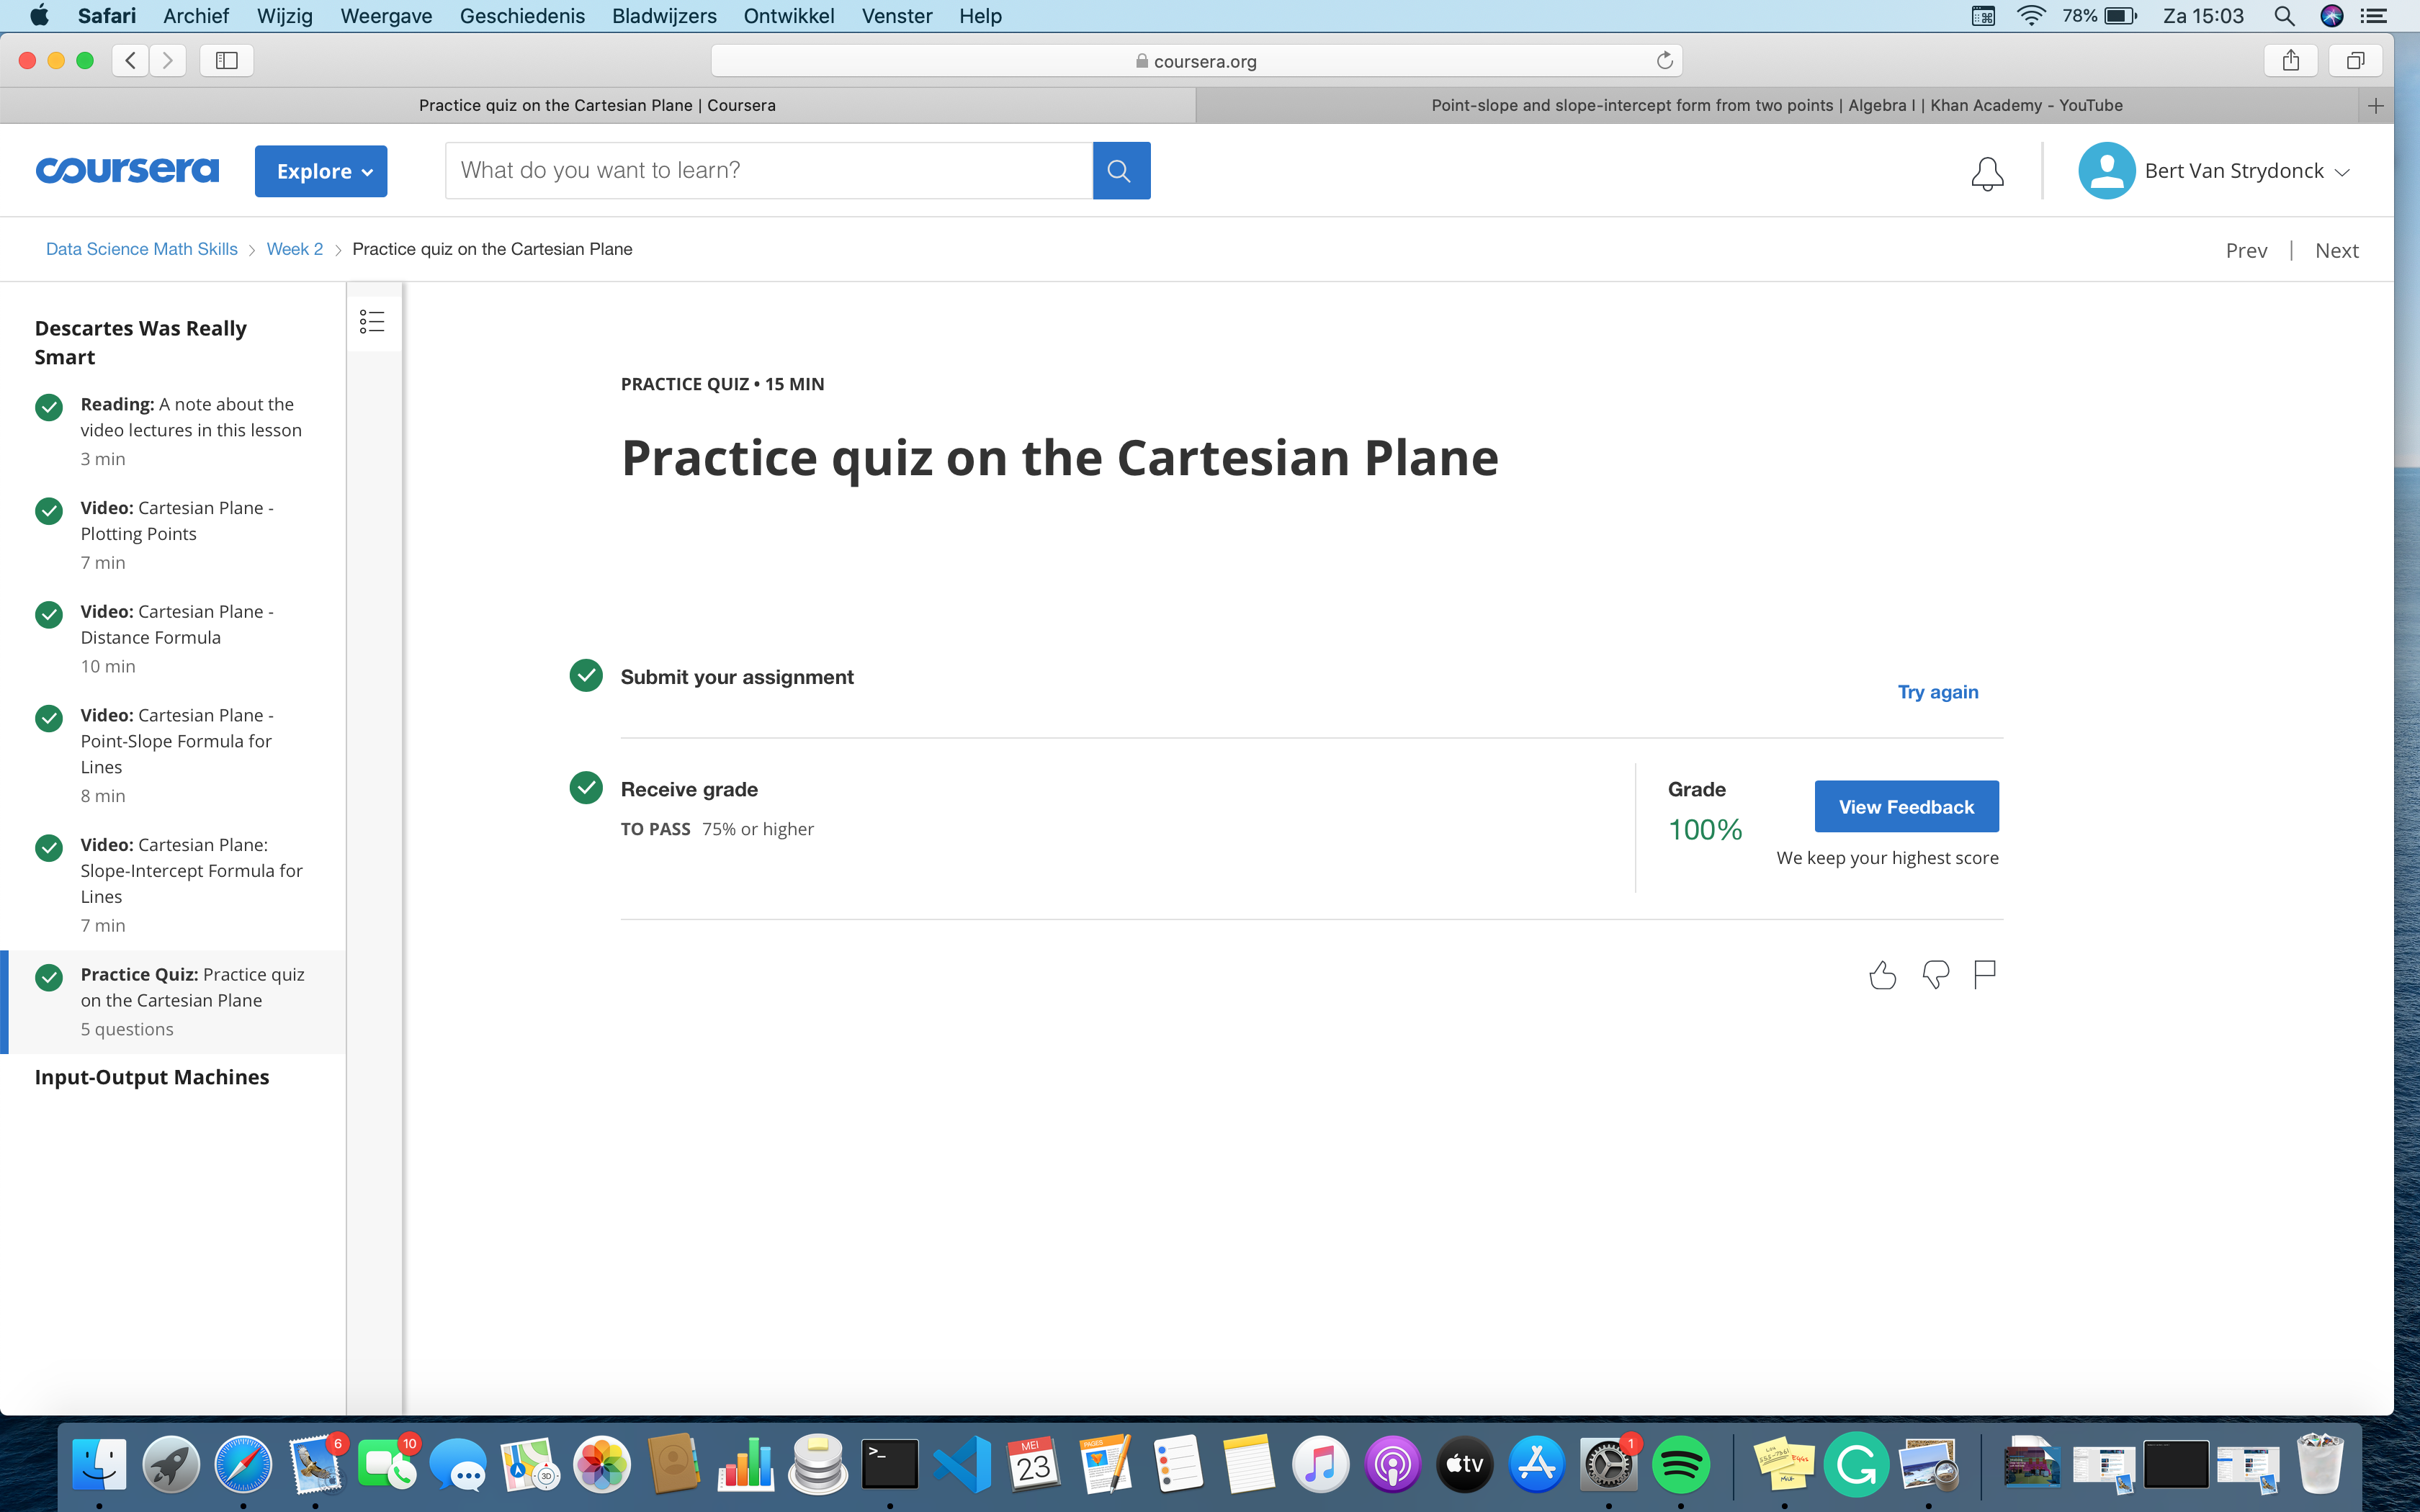 Safari Archief Wijzig Weergave Geschiedenis Bladwijzers Ontwikkel Venster Help 78% Za 15:03
coursera.org
Practice quiz on the Cartesian Plane | Coursera
Point-slope and slope-intercept form from two points | Algebra I | Khan Academy - YouTube
coursera
Explore
What do you want to learn?
Bert Van Strydonck
Data Science Math Skills
Week 2
Practice quiz on the Cartesian Plane
Prev | Next
Descartes Was Really
Smart
Reading: A note about the
video lectures in this lesson
3 min
Video: Cartesian Plane -
Plotting Points
7 min
Video: Cartesian Plane -
Distance Formula
10 min
Video: Cartesian Plane -
Point-Slope Formula for
Lines
8 min
Video: Cartesian Plane:
Slope-Intercept Formula for
Lines
7 min
Practice Quiz: Practice quiz
on the Cartesian Plane
5 questions
Input-Output Machines
PRACTICE QUIZ • 15 MIN
Practice quiz on the Cartesian Plane
Submit your assignment
Try again
Receive grade
TO PASS 75% or higher
Grade
100%
View Feedback
We keep your highest score
6
10
3D
>_
MEI
23
PAGES
tv
1